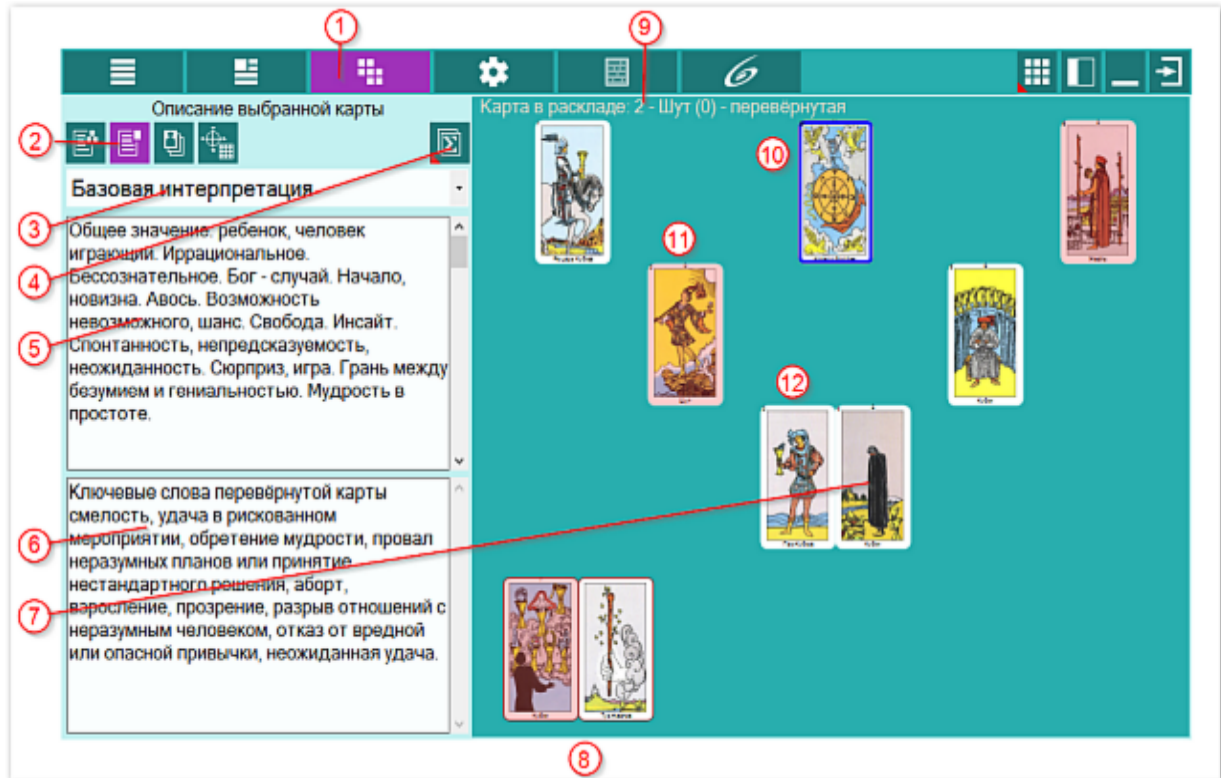 1
9
Описание выбранной карты
Карта в раскладе: 2 - Шут (0) - перевёрнутая
2
10
Базовая интерпретация
3
Общее значение: ребенок, человек
играющий. Иррациональное.
Бессознательное. Бог - случай. Начало,
новизна. Авось. Возможность
невозможного, шанс. Свобода. Инсайт.
Спонтанность, непредсказуемость,
неожиданность. Сюрприз, игра. Грань между
безумием и гениальностью. Мудрость в
простоте.
11
4
5
12
Ключевые слова перевёрнутой карты
смелость, удача в рискованном
мероприятии, обретение мудрости, провал
неразумных планов или принятие
нестандартного решения, аборт,
взросление, прозрение, разрыв отношений с
неразумным человеком, отказ от вредной
или опасной привычки, неожиданная удача.
6
7
8